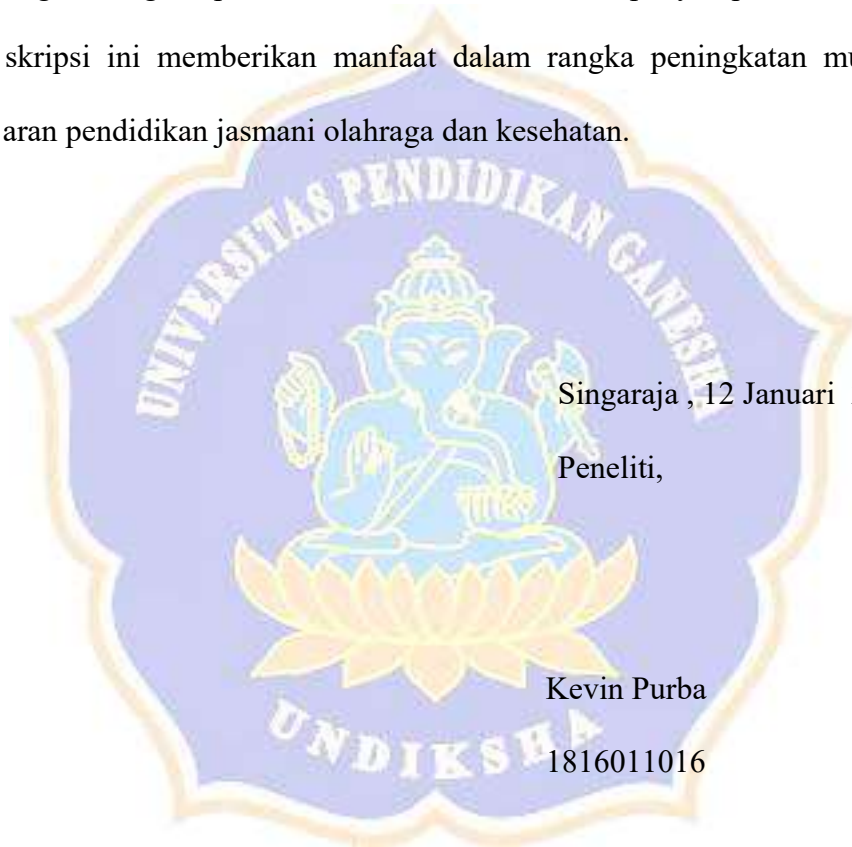 skripsi ini memberikan manfaat dalam rangka peningkatan mu
aran pendidikan jasmani olahraga dan kesehatan.
UNIVERSITAS PENDIDIKAN GANESHA
Singaraja , 12 Januari
Peneliti,
Kevin Purba
UNDIKSHA
1816011016